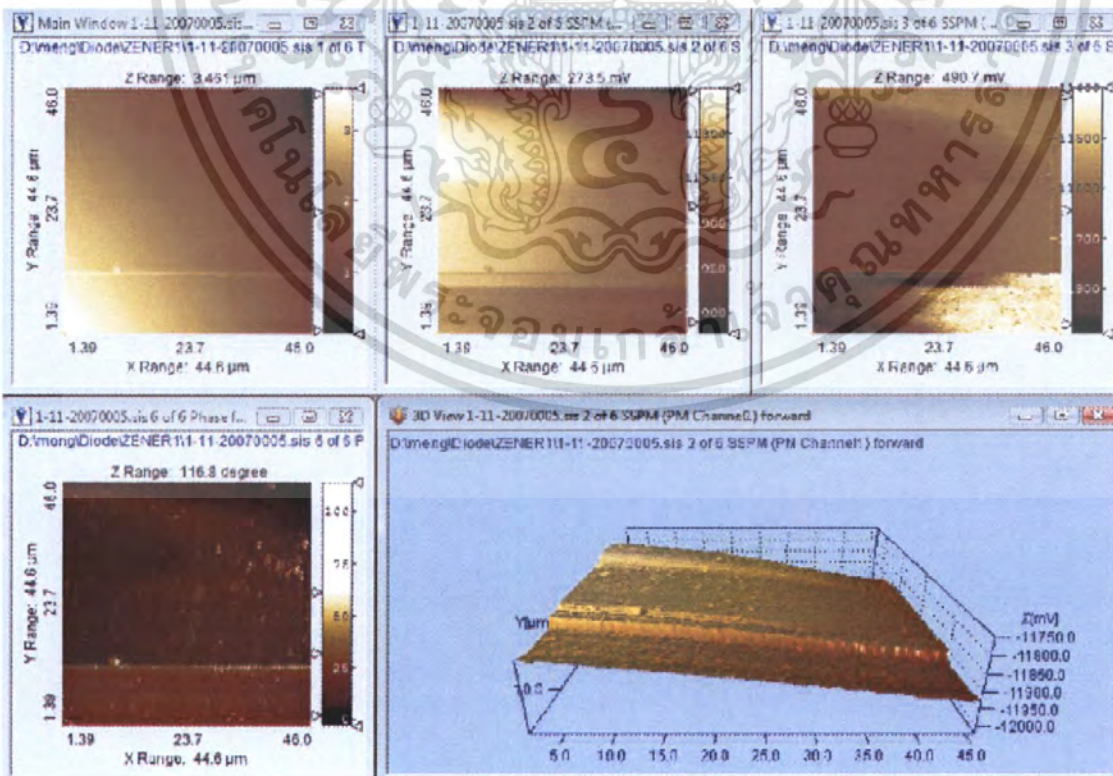 Main Window 1-11-20070005.sis...
D:\meng\Diode\ZENER1\1-11-20070005.sis 1 of 6 T
Z Range: 3.461 µm
46.0
Y Range: 44.6 µm
23.7
1.39
1.39 23.7 46.0
X Range: 44.6 µm
1-11-20070005.sis 2 of 6 SSPM (...
D:\meng\Diode\ZENER1\1-11-20070005.sis 2 of 6 S
Z Range: 273.5 mV
46.0
Y Range: 44.6 µm
23.7
1.39
1.39 23.7 46.0
X Range: 44.6 µm
1-11-20070005.sis 3 of 6 SSPM (...
D:\meng\Diode\ZENER1\1-11-20070005.sis 3 of 6 S
Z Range: 490.7 mV
46.0
Y Range: 44.6 µm
23.7
1.39
1.39 23.7 46.0
X Range: 44.6 µm
1-11-20070005.sis 6 of 6 Phase f...
D:\meng\Diode\ZENER1\1-11-20070005.sis 6 of 6 P
Z Range: 116.8 degree
46.0
Y Range: 44.6 µm
23.7
1.39
100
75
50
25
0
1.39 23.7 46.0
X Range: 44.6 µm
3D View 1-11-20070005.sis 2 of 6 SSPM (PM Channel1) forward
D:\meng\Diode\ZENER1\1-11-20070005.sis 2 of 6 SSPM (PM Channel1) forward
Z[mV]
-11750.0
-11800.0
-11850.0
-11900.0
-11950.0
-12000.0
5.0 10.0 15.0 20.0 25.0 30.0 35.0 40.0 45.0